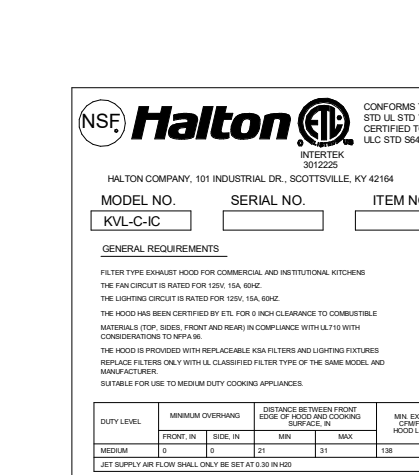 NSF.
Halton
ETL
INTERTEK
3012225
CONFORMS
STD UL STD
CERTIFIED
ULC STD
HALTON COMPANY, 101 INDUSTRIAL DR., SCOTTSVILLE, KY 42164
MODEL NO. SERIAL NO. ITEM
KVL-C-IC
GENERAL REQUIREMENTS
FILTER TYPE EXHAUST HOOD FOR COMMERCIAL AND INSTITUTIONAL KITCHENS
THE FAN CIRCUIT IS RATED FOR 125V, 15A, 60HZ.
THE LIGHTING CIRCUIT IS RATED FOR 125V, 15A, 60HZ.
THE HOOD HAS BEEN CERTIFIED BY ETL FOR 0 INCH CLEARANCE TO COMBUSTIBLE
MATERIALS (TOP, SIDES, FRONT AND REAR) IN COMPLIANCE WITH UL710 WITH
CONSIDERATIONS TO NFPA 96.
THE HOOD IS PROVIDED WITH REPLACEABLE KSA FILTERS AND LIGHTING FIXTURES
REPLACE FILTERS ONLY WITH UL CLASSIFIED FILTER TYPE OF THE SAME MODEL AND
MANUFACTURER.
SUITABLE FOR USE TO MEDIUM DUTY COOKING APPLIANCES.
DUTY LEVEL
MINIMUM OVERHANG
DISTANCE BETWEEN FRONT
EDGE OF HOOD AND COOKING
SURFACE, IN
MIN.
HOOD
FRONT, IN SIDE, IN MIN MAX
MEDIUM 0 0 21 31 138
JET SUPPLY AIR FLOW SHALL ONLY BE SET AT 0.30 IN H20